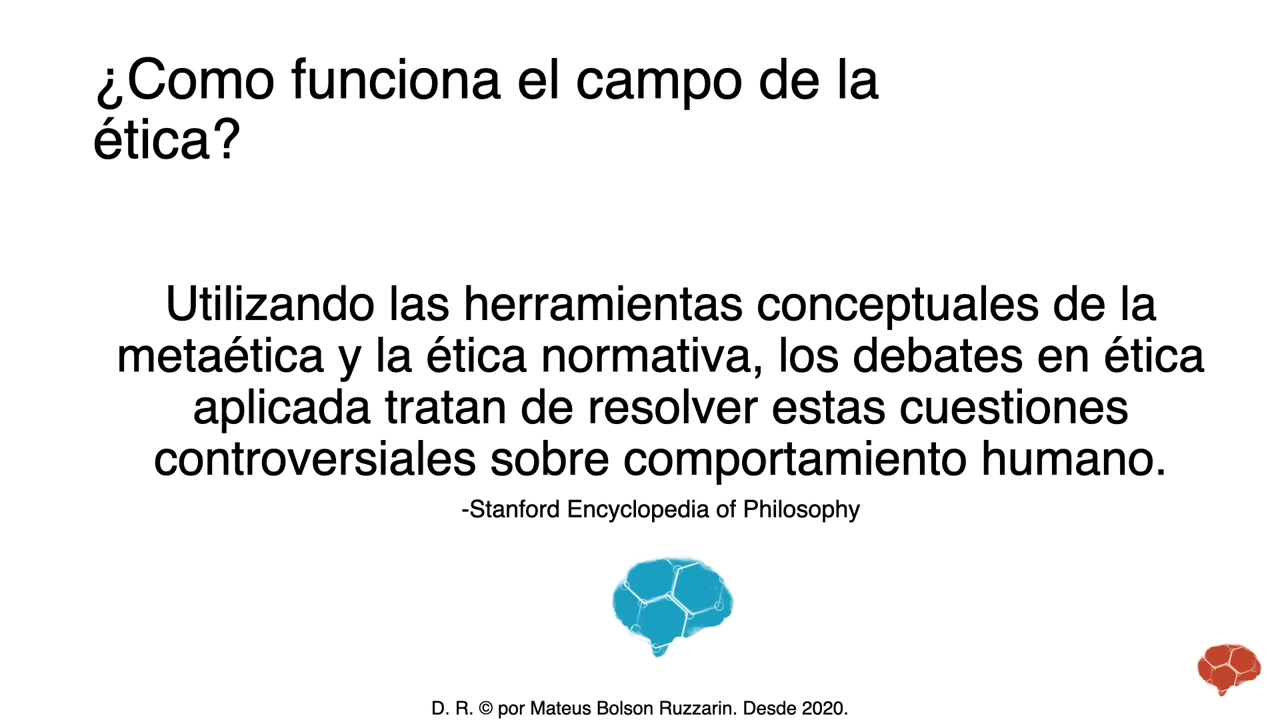 ¿Como funciona el campo de la
ética?
Utilizando las herramientas conceptuales de la
metaética y la ética normativa, los debates en ética
aplicada tratan de resolver estas cuestiones
controversiales sobre comportamiento humano.
-Stanford Encyclopedia of Philosophy
D. R. © por Mateus Bolson Ruzzarin. Desde 2020.